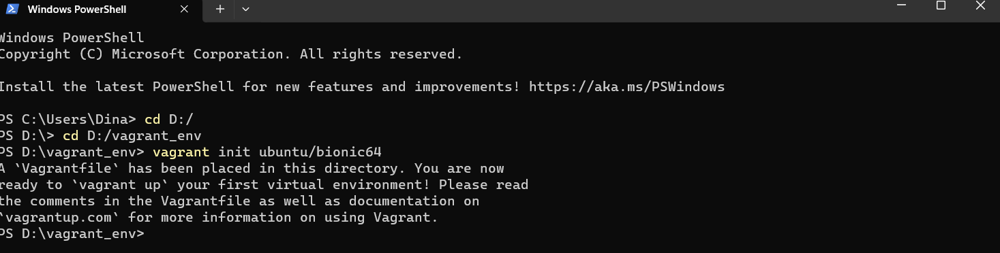 Windows PowerShell
Windows PowerShell
Copyright (C) Microsoft Corporation. All rights reserved.
Install the latest PowerShell for new features and improvements! https://aka.ms/PSWindows
PS C:\Users\Dina> cd D:/
PS D:\> cd D:/vagrant_env
PS D:\vagrant_env> vagrant init ubuntu/bionic64
A `Vagrantfile` has been placed in this directory. You are now
ready to `vagrant up` your first virtual environment! Please read
the comments in the Vagrantfile as well as documentation on
`vagrantup.com` for more information on using Vagrant.
PS D:\vagrant_env>